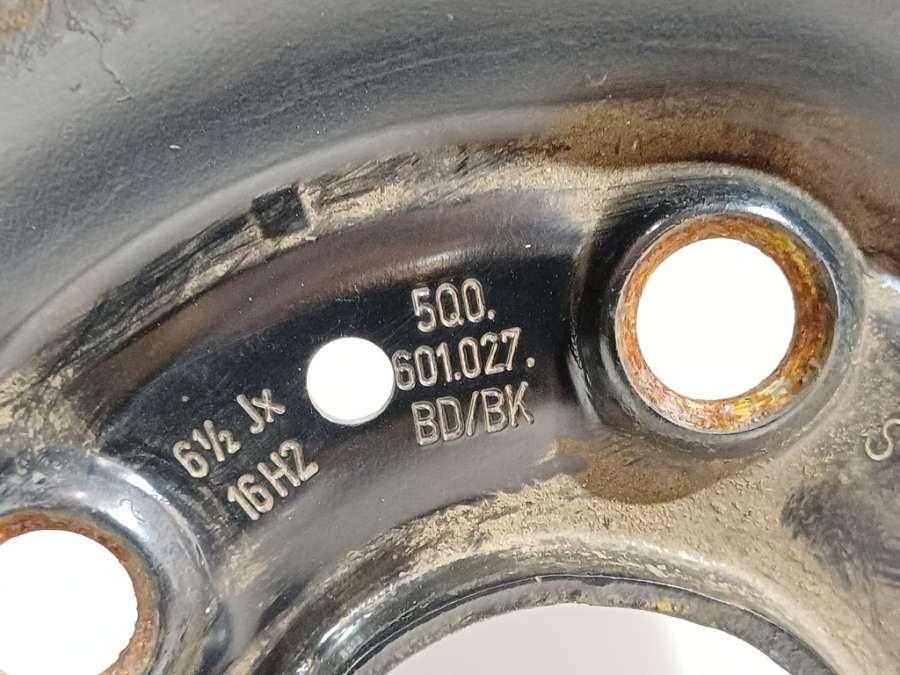 5Q0.
601.027.
BD/BK
6½ Jx
16H2
S